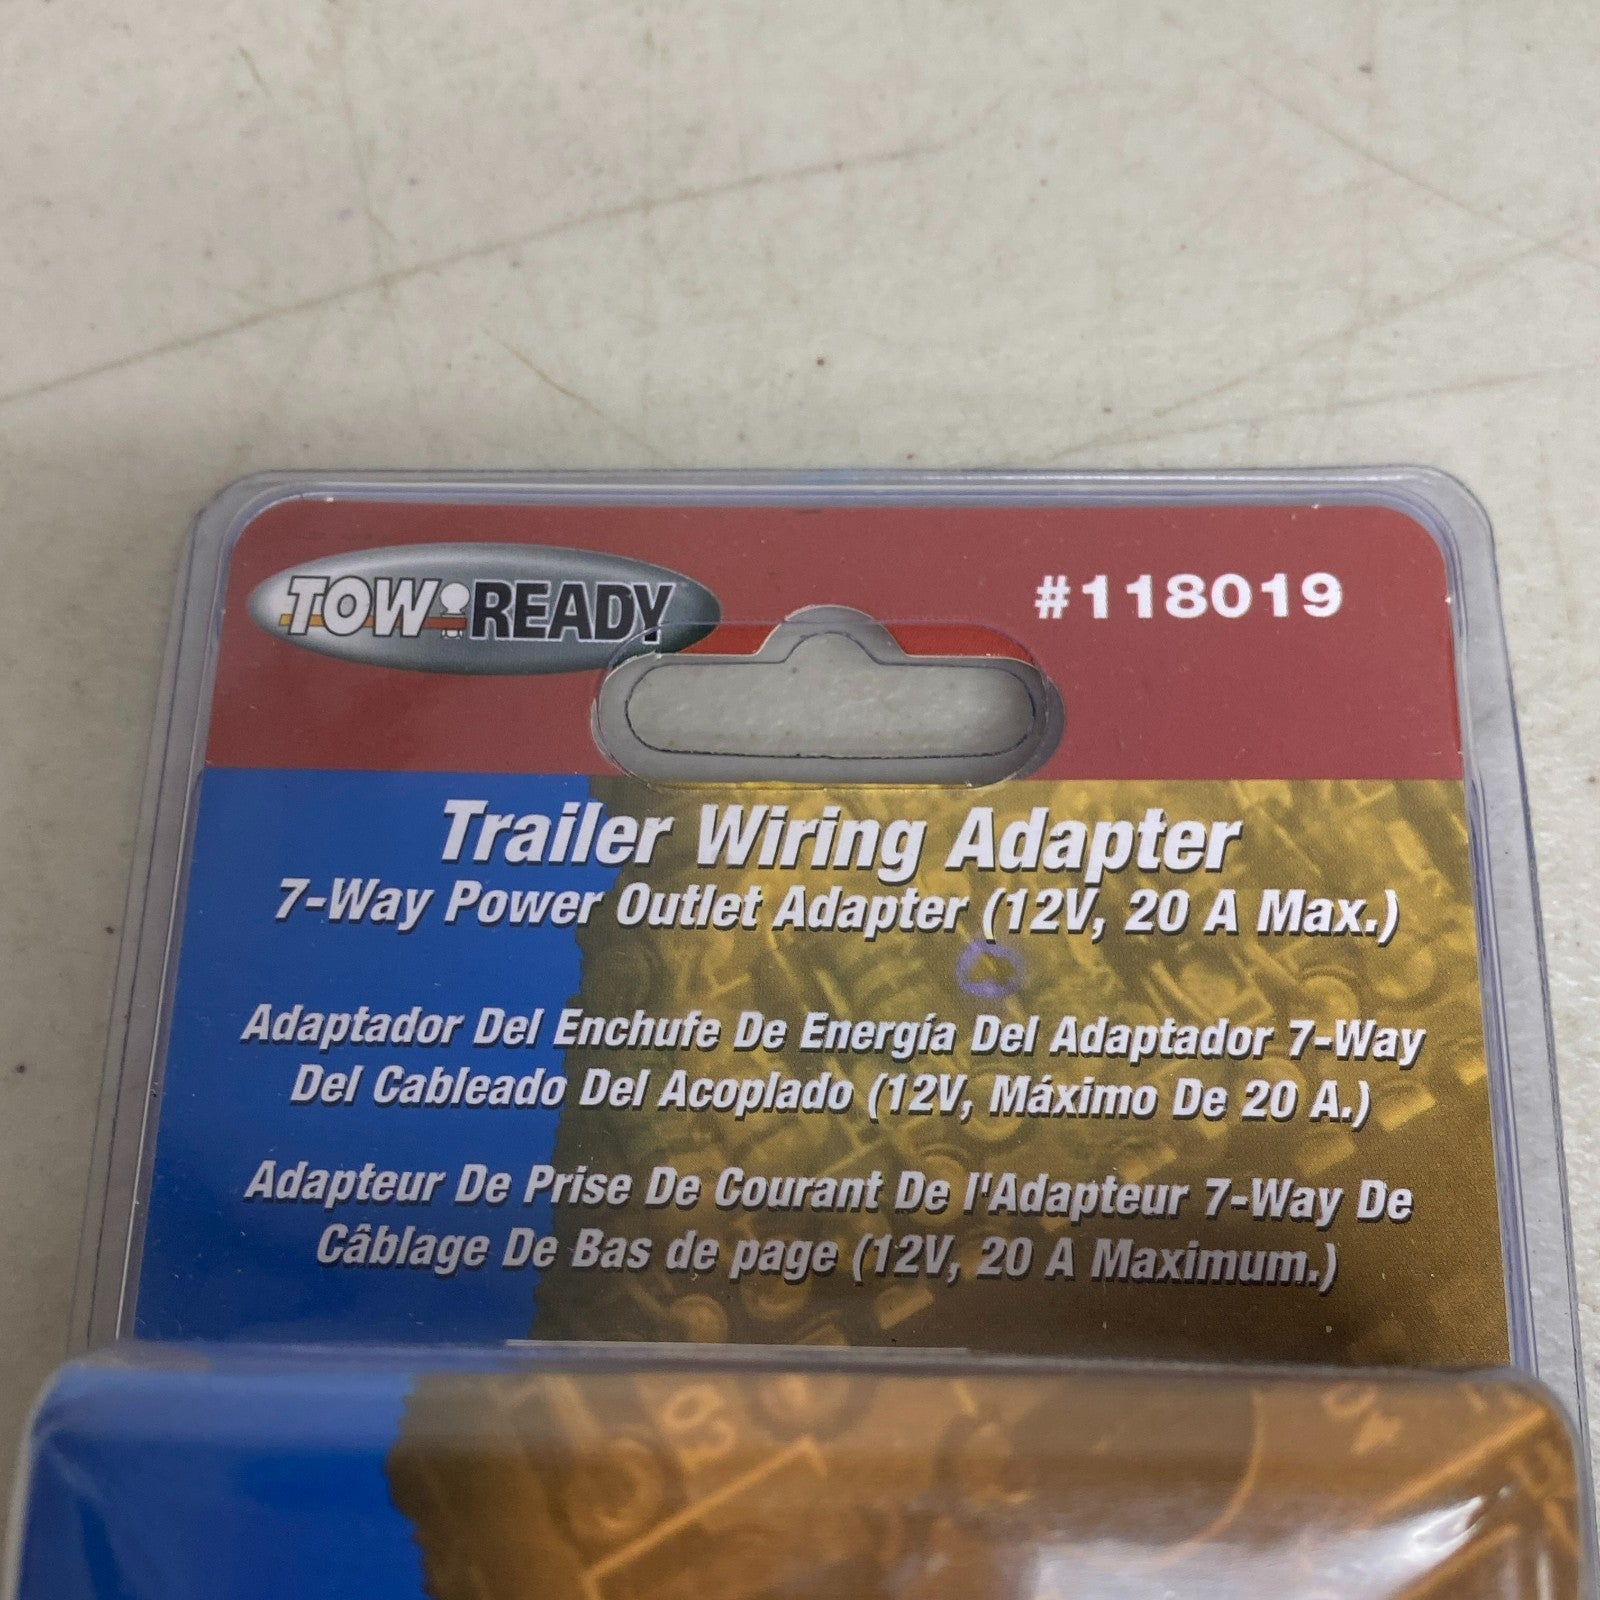 TOW READY
#118019
Trailer Wiring Adapter
7-Way Power Outlet Adapter (12V, 20 A Max.)
Adaptador Del Enchufe De Energía Del Adaptador 7-Way
Del Cableado Del Acoplado (12V, Máximo De 20 A.)
Adapteur De Prise De Courant De l'Adapteur 7-Way De
Câblage De Bas de page (12V, 20 A Maximum.)